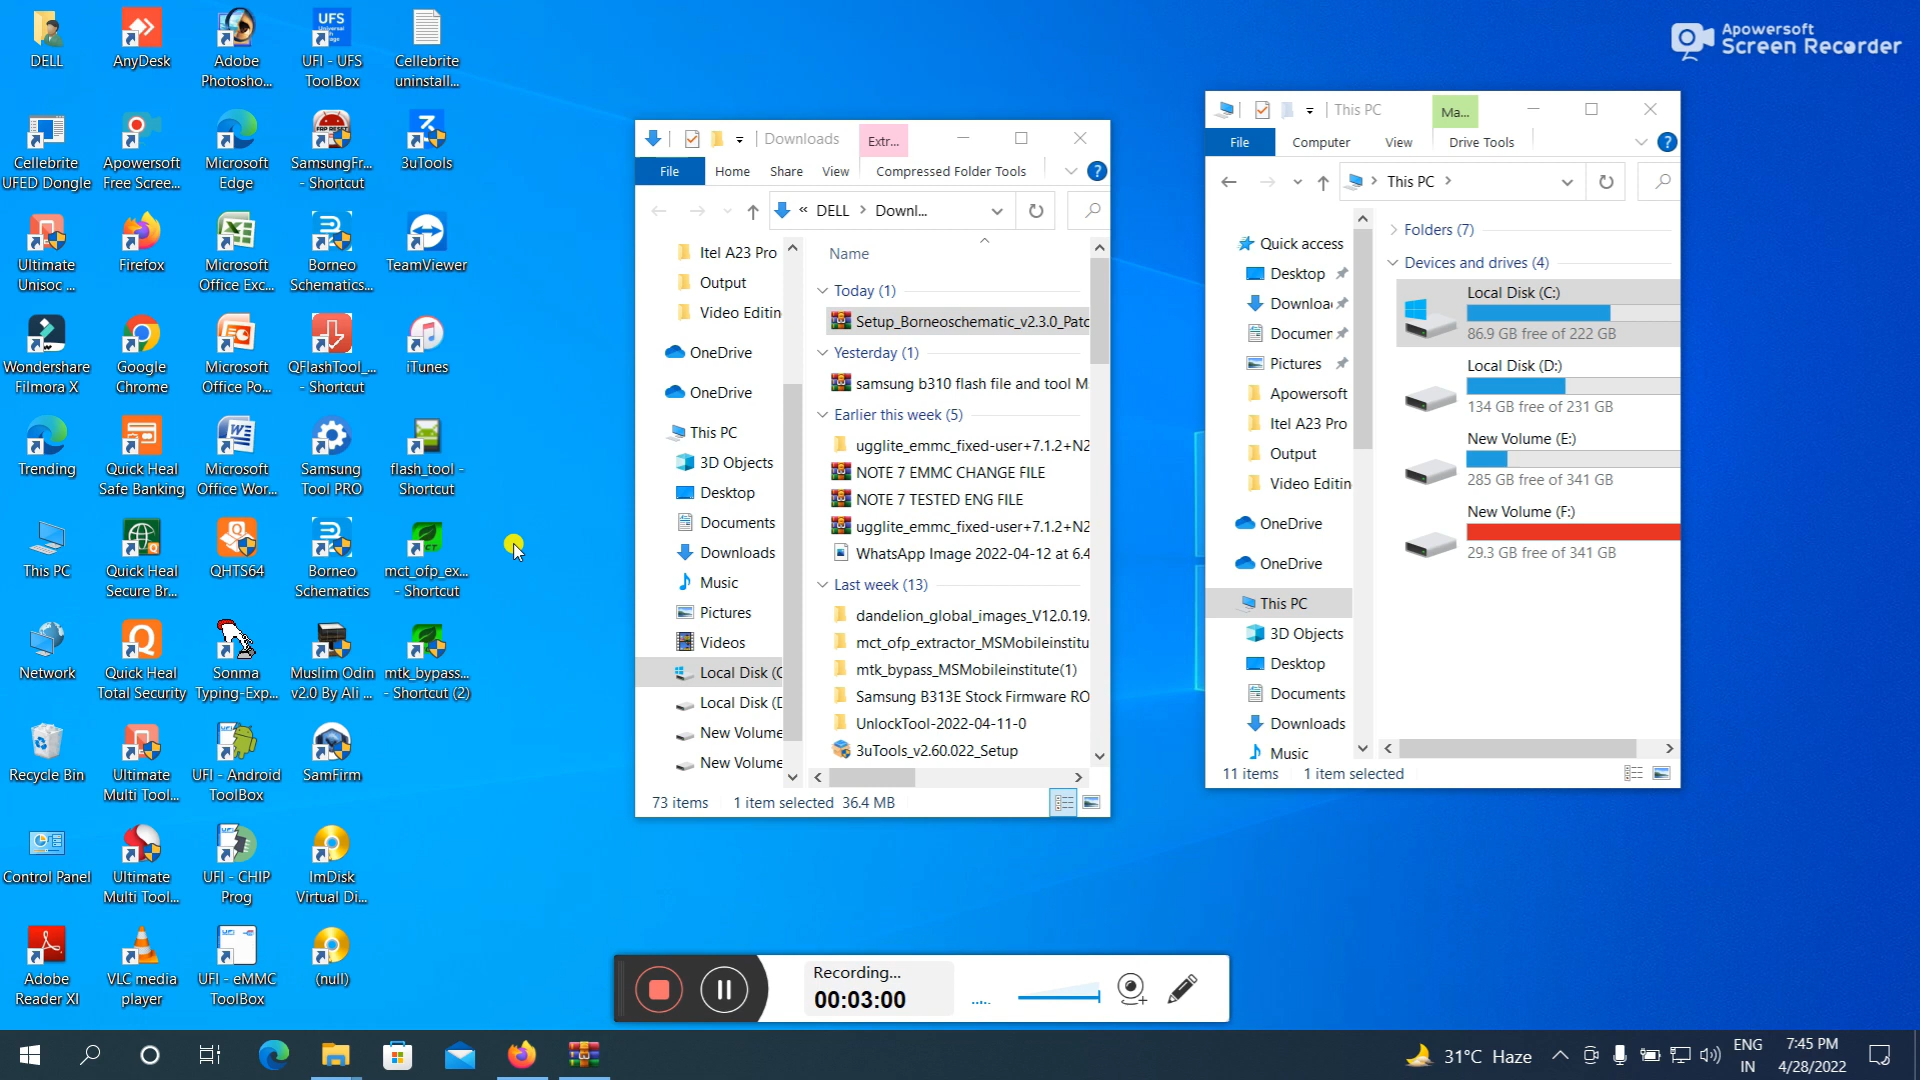 DELL
AnyDesk
Adobe
Photosho...
UFS
UFI - UFS
ToolBox
Cellebrite
uninstall...
Cellebrite
UFED Dongle
Apowersoft
Free Scree...
Microsoft
Edge
SamsungFr...
- Shortcut
3uTools
Ultimate
Unisoc ...
Firefox
Microsoft
Office Exc...
Borneo
Schematics...
TeamViewer
Wondershare
Filmora X
Google
Chrome
Microsoft
Office Po...
QFlashTool_...
- Shortcut
iTunes
Trending
Quick Heal
Safe Banking
Microsoft
Office Wor...
Samsung
Tool PRO
flash_tool -
Shortcut
This PC
Quick Heal
Secure Br...
QHTS64
Borneo
Schematics
mct_ofp_ex...
- Shortcut
Network
Quick Heal
Total Security
Sonma
Typing-Exp...
Muslim Odin
v2.0 By Ali ...
mtk_bypass...
- Shortcut (2)
Recycle Bin
Ultimate
Multi Tool...
UFI - Android
ToolBox
SamFirm
Control Panel
Ultimate
Multi Tool...
UFI - CHIP
Prog
ImDisk
Virtual Di...
Adobe
Reader XI
VLC media
player
UFI - eMMC
ToolBox
(null)
Downloads
Extr...
File
Home
Share
View
Compressed Folder Tools
« DELL > Downl...
Itel A23 Pro
Output
Video Editin
OneDrive
OneDrive
This PC
3D Objects
Desktop
Documents
Downloads
Music
Pictures
Videos
Local Disk (C
Local Disk (D
New Volume
New Volume
Name
Today (1)
Setup_Borneoschematic_v2.3.0_Patc
Yesterday (1)
samsung b310 flash file and tool M
Earlier this week (5)
ugglite_emmc_fixed-user+7.1.2+N2
NOTE 7 EMMC CHANGE FILE
NOTE 7 TESTED ENG FILE
ugglite_emmc_fixed-user+7.1.2+N2
WhatsApp Image 2022-04-12 at 6.4
Last week (13)
dandelion_global_images_V12.0.19.
mct_ofp_extractor_MSMobileinstitu
mtk_bypass_MSMobileinstitute(1)
Samsung B313E Stock Firmware RO
UnlockTool-2022-04-11-0
3uTools_v2.60.022_Setup
73 items
1 item selected 36.4 MB
Apowersoft
Screen Recorder
This PC
Ma...
File
Computer
View
Drive Tools
This PC
Quick access
Desktop
Downloa
Documen
Pictures
Apowersoft
Itel A23 Pro
Output
Video Editin
OneDrive
OneDrive
This PC
3D Objects
Desktop
Documents
Downloads
Music
Folders (7)
Devices and drives (4)
Local Disk (C:)
86.9 GB free of 222 GB
Local Disk (D:)
134 GB free of 231 GB
New Volume (E:)
285 GB free of 341 GB
New Volume (F:)
29.3 GB free of 341 GB
11 items
1 item selected
Recording...
00:03:00
31°C Haze
ENG
IN
7:45 PM
4/28/2022